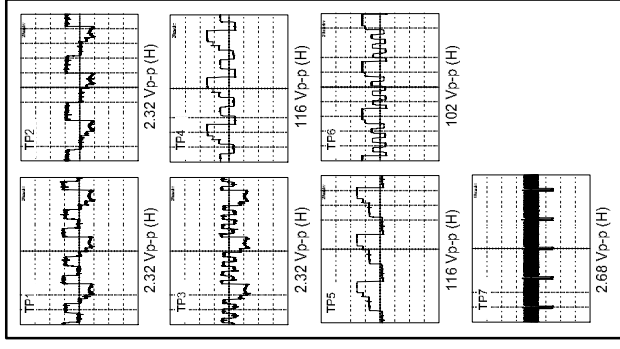 TP1
2.32 Vp-p (H)
TP2
2.32 Vp-p (H)
TP3
2.32 Vp-p (H)
TP4
116 Vp-p (H)
TP5
116 Vp-p (H)
TP6
102 Vp-p (H)
TP7
2.68 Vp-p (H)